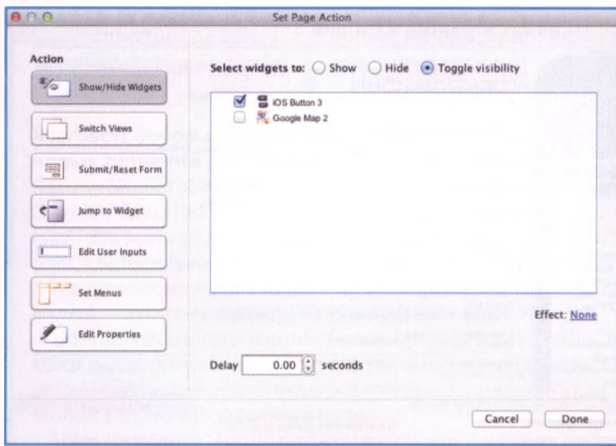 Set Page Action
Action
Show/Hide Widgets
Switch Views
Submit/Reset Form
Jump to Widget
Edit User Inputs
Set Menus
Edit Properties
Select widgets to: Show Hide Toggle visibility
iOS Button 3
Google Map 2
Effect: None
Delay 0.00 seconds
Cancel Done